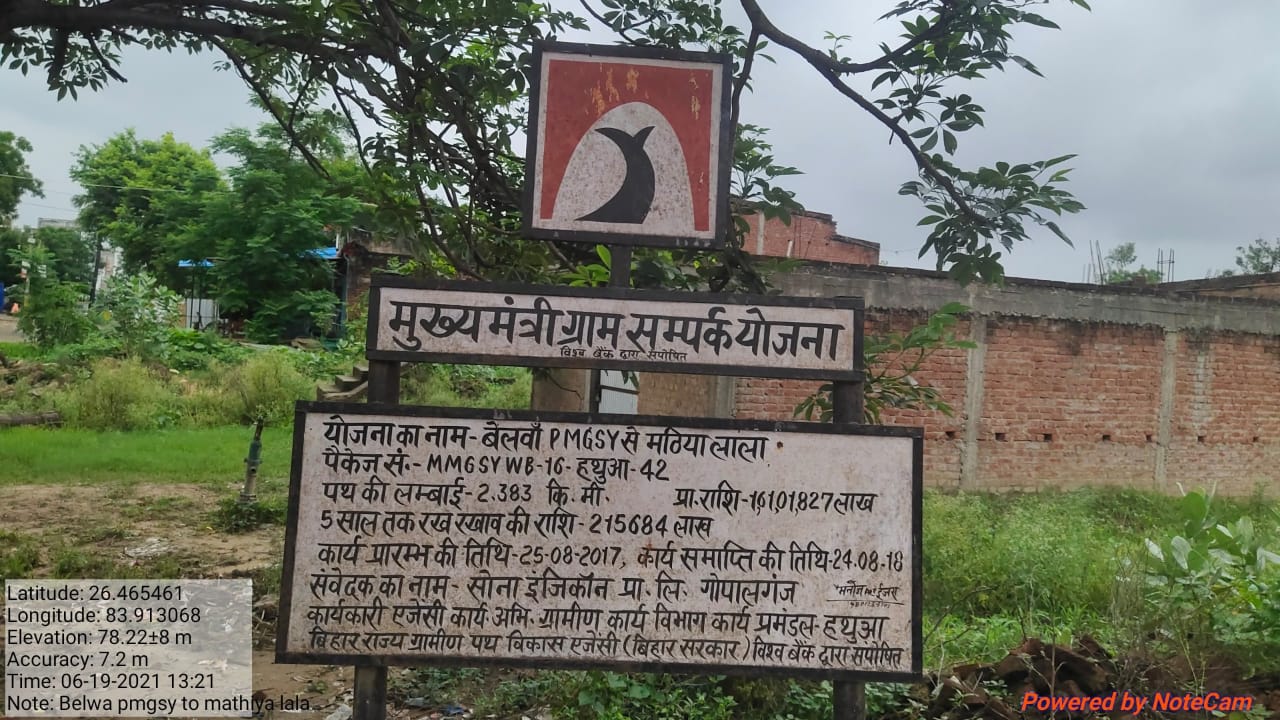 मुख्य मंत्री ग्राम सम्पर्क योजना
विश्व बैंक द्वारा संपोषित
योजना का नाम- बेलवाँ PMGSY से मठिया लाला
पैकेज सं:- MMGSY WB-16- हथुआ-42
पथ की लम्बाई-2.383 कि. मी. प्रा. राशि-1,61,01,827 लाख
5 साल तक रख रखाव की राशि-215684 लाख
कार्य प्रारम्भ की तिथि-25-08-2017, कार्य समाप्ति की तिथि-24.08.18
संवेदक का नाम- सोना इंजिकॉन प्रा. लि. गोपालगंज
कार्यकारी एजेंसी कार्य. अभि. ग्रामीण कार्य विभाग कार्य प्रमंडल- हथुआ
बिहार राज्य ग्रामीण पथ विकास एजेंसी (बिहार सरकार) विश्व बैंक द्वारा संपोषित
Latitude: 26.465461
Longitude: 83.913068
Elevation: 78.22±8 m
Accuracy: 7.2 m
Time: 06-19-2021 13:21
Note: Belwa pmgsy to mathiya lala
Powered by NoteCam